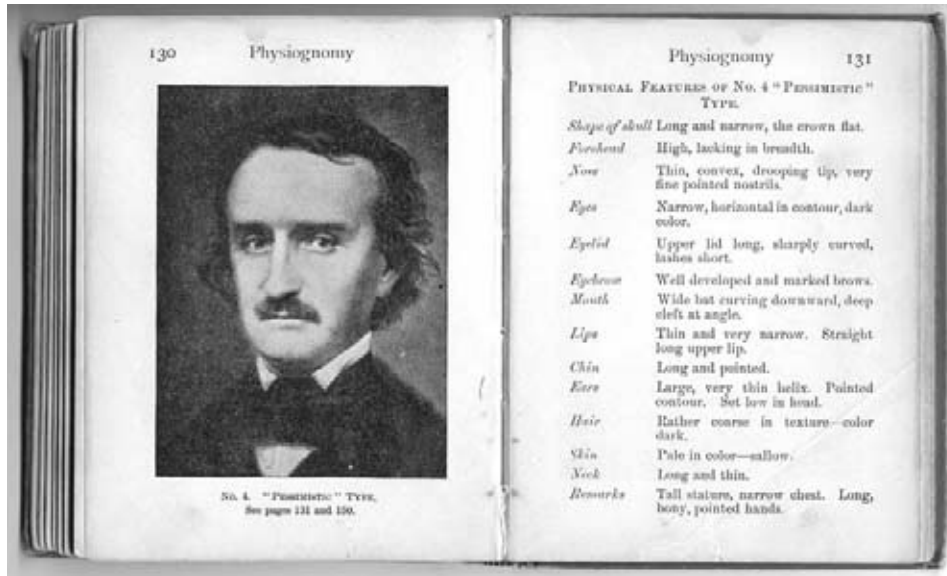 130 Physiognomy
No. 4. "Pessimistic" Type.
See pages 131 and 150.
Physiognomy 131
Physical Features of No. 4 "Pessimistic"
Type.
Shape of skull Long and narrow, the crown flat.
Forehead High, lacking in breadth.
Nose Thin, convex, drooping tip, very
fine pointed nostrils.
Eyes Narrow, horizontal in contour, dark
color.
Eyelid Upper lid long, sharply curved,
lashes short.
Eyebrow Well developed and marked brows.
Mouth Wide but curving downward, deep
cleft at angle.
Lips Thin and very narrow. Straight
long upper lip.
Chin Long and pointed.
Ears Large, very thin helix. Pointed
contour. Set low in head.
Hair Rather coarse in texture—color
dark.
Skin Pale in color—sallow.
Neck Long and thin.
Remarks Tall stature, narrow chest. Long,
bony, pointed hands.